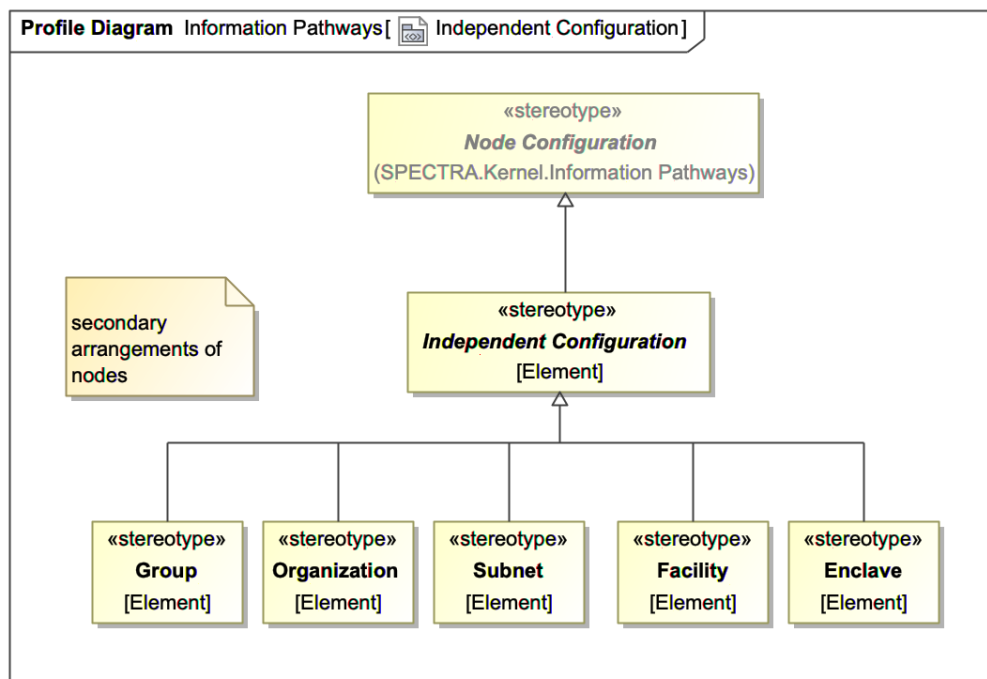 Profile Diagram Information Pathways[ Independent Configuration]
«stereotype»
Node Configuration
(SPECTRA.Kernel.Information Pathways)
secondary
arrangements of
nodes
«stereotype»
Independent Configuration
[Element]
«stereotype»
Group
[Element]
«stereotype»
Organization
[Element]
«stereotype»
Subnet
[Element]
«stereotype»
Facility
[Element]
«stereotype»
Enclave
[Element]